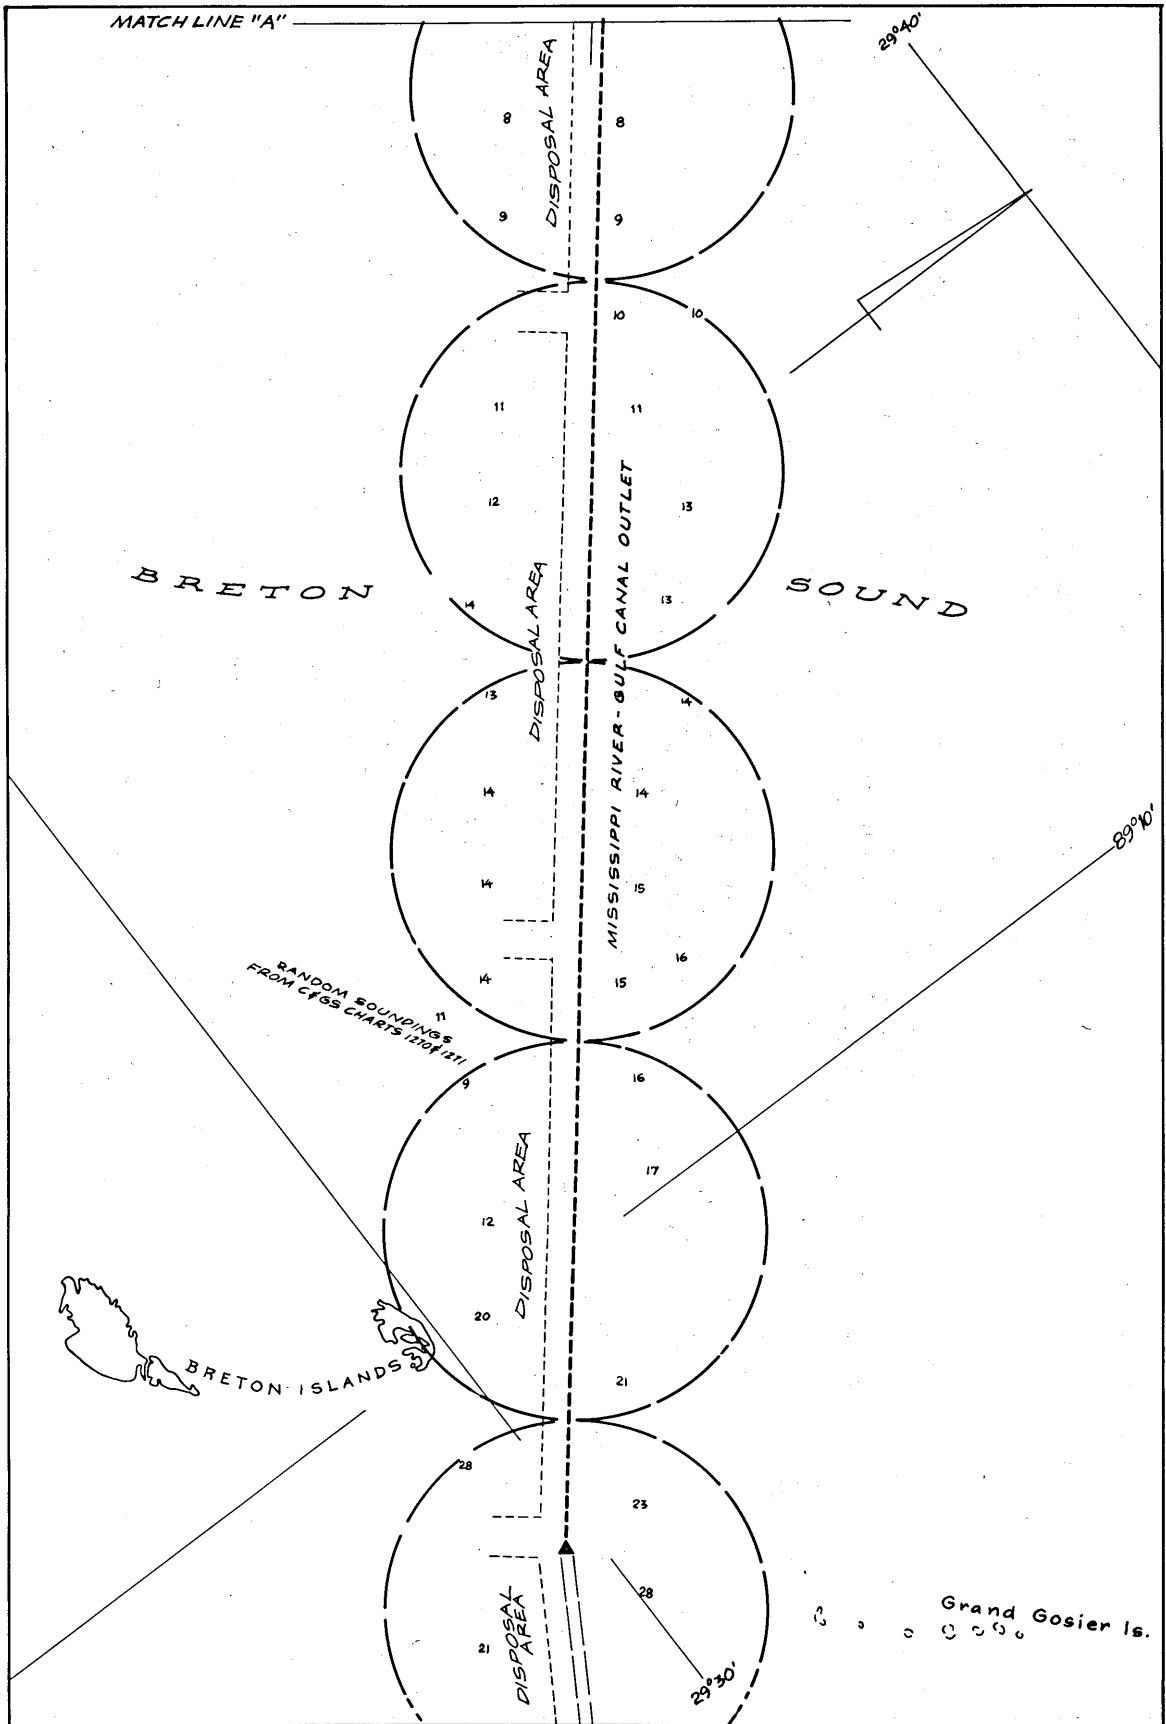 MATCH LINE "A"
29°40'
DISPOSAL AREA
8
8
9
9
10
10
11
11
12
13
BRETON SOUND
14
13
DISPOSAL AREA
MISSISSIPPI RIVER-GULF CANAL OUTLET
13
14
14
14
89°10'
14
15
16
14
15
RANDOM SOUNDINGS
FROM C&GS CHARTS 1270 & 1271
11
9
16
17
DISPOSAL AREA
12
20
BRETON ISLANDS
21
28
23
28
DISPOSAL
AREA
21
Grand Gosier Is.
29°30'